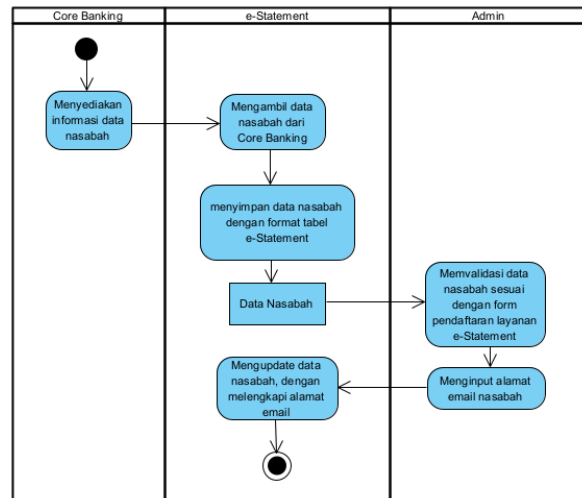 Core Banking
e-Statement
Admin
Menyediakan
informasi data
nasabah
Mengambil data
nasabah dari
Core Banking
menyimpan data nasabah
dengan format tabel
e-Statement
Data Nasabah
Memvalidasi data
nasabah sesuai
dengan form
pendaftaran layanan
e-Statement
Menginput alamat
email nasabah
Mengupdate data
nasabah, dengan
melengkapi alamat
email